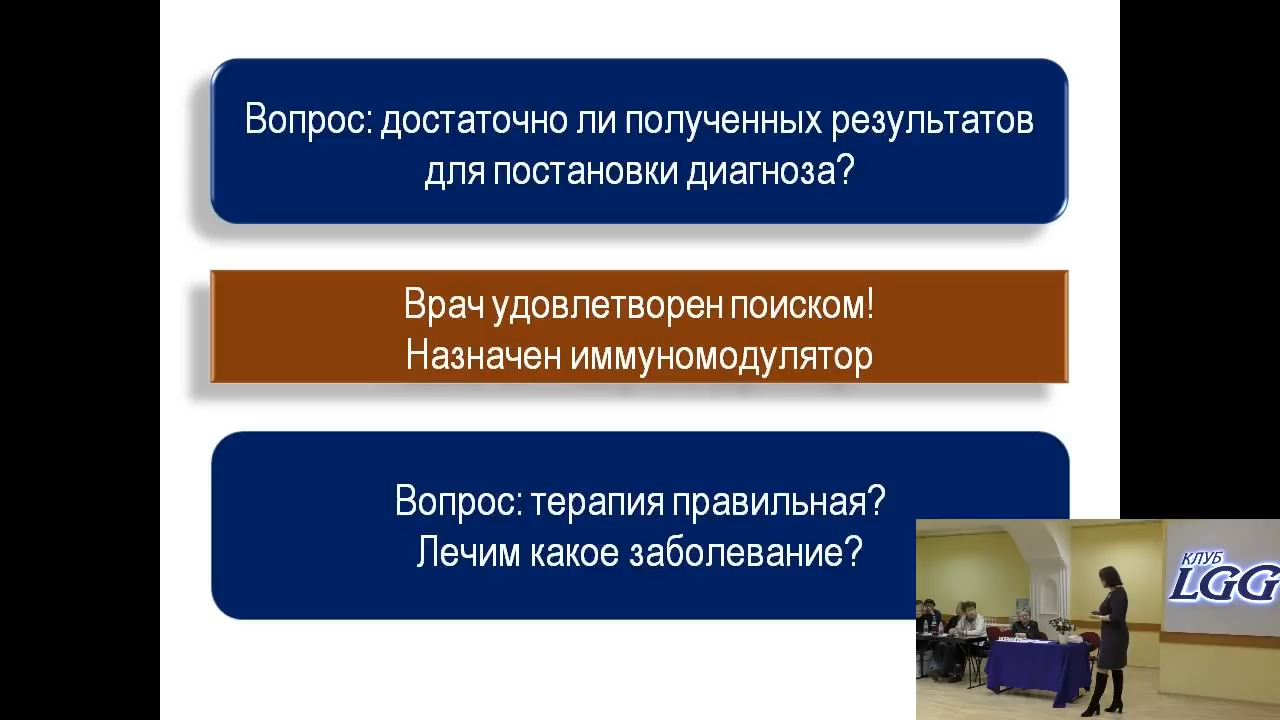 Вопрос: достаточно ли полученных результатов
для постановки диагноза?
Врач удовлетворен поиском!
Назначен иммуномодулятор
Вопрос: терапия правильная?
Лечим какое заболевание?
КЛУБ
LGG